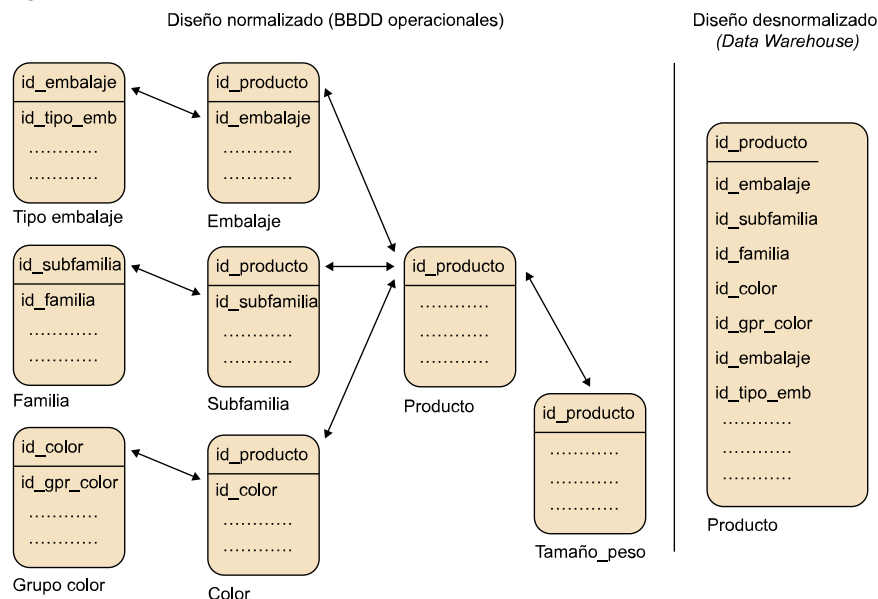 Diseño normalizado (BBDD operacionales)
Diseño desnormalizado
(Data Warehouse)
id_embalaje
id_tipo_emb
............
............
Tipo embalaje
id_producto
id_embalaje
............
............
Embalaje
id_subfamilia
id_familia
............
............
Familia
id_producto
id_subfamilia
............
............
Subfamilia
id_color
id_gpr_color
............
............
Grupo color
id_producto
id_color
............
............
Color
id_producto
............
............
............
Producto
id_producto
............
............
............
Tamaño_peso
id_producto
id_embalaje
id_subfamilia
id_familia
id_color
id_gpr_color
id_embalaje
id_tipo_emb
............
............
............
Producto